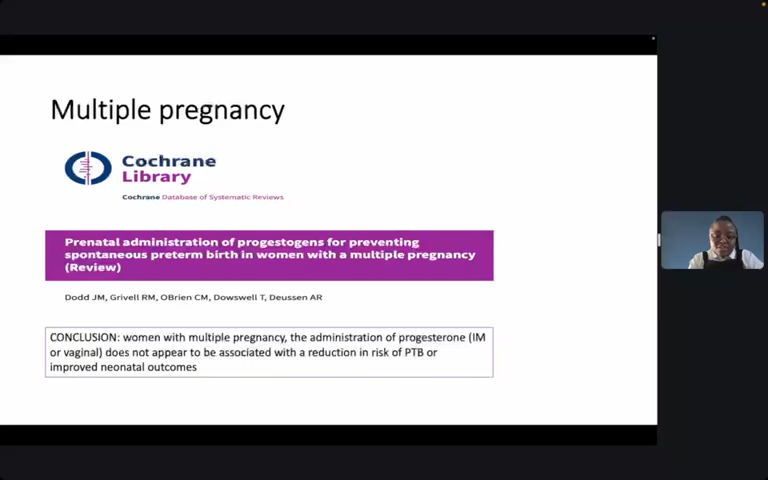 Multiple pregnancy
Cochrane
Library
Cochrane Database of Systematic Reviews
Prenatal administration of progestogens for preventing
spontaneous preterm birth in women with a multiple pregnancy
(Review)
Dodd JM, Grivell RM, OBrien CM, Dowswell T, Deussen AR
CONCLUSION: women with multiple pregnancy, the administration of progesterone (IM
or vaginal) does not appear to be associated with a reduction in risk of PTB or
improved neonatal outcomes